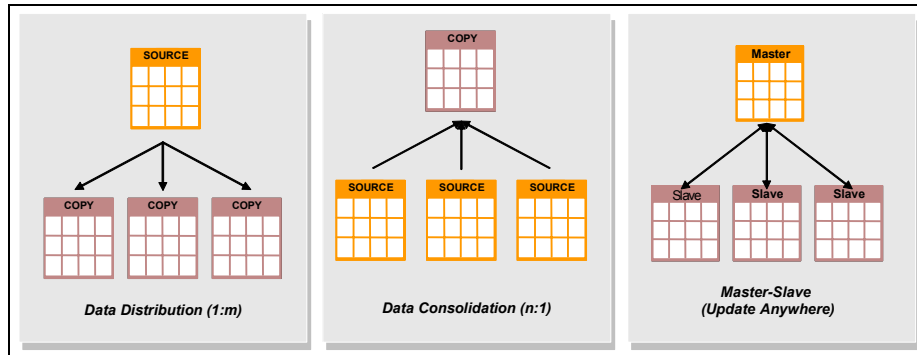 SOURCE
COPY
COPY
COPY
Data Distribution (1:m)
COPY
SOURCE
SOURCE
SOURCE
Data Consolidation (n:1)
Master
Slave
Slave
Slave
Master-Slave
(Update Anywhere)